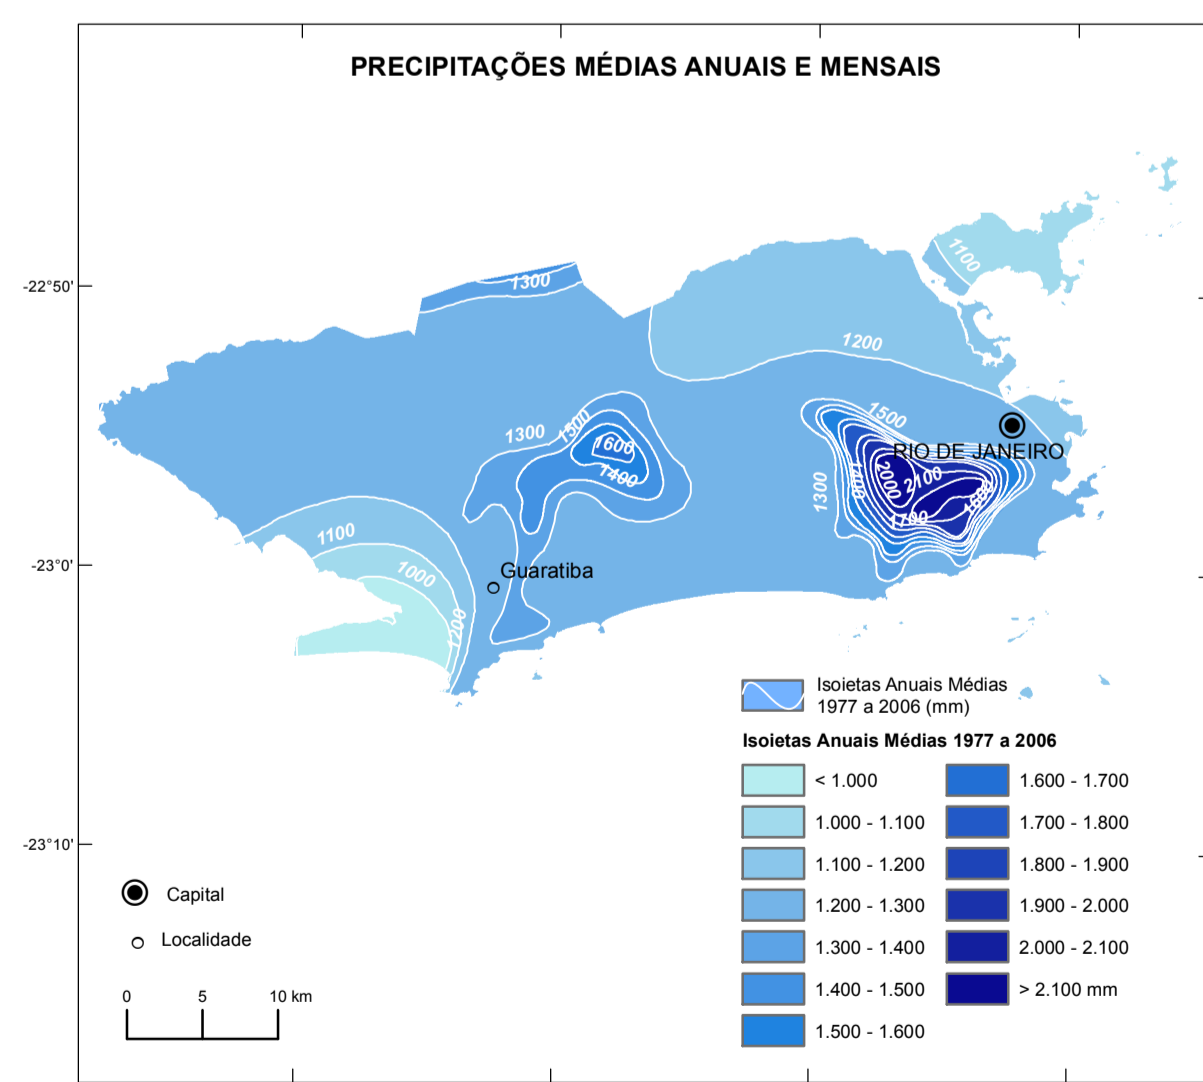 PRECIPITAÇÕES MÉDIAS ANUAIS E MENSAIS
1100
-22°50'
1300
1200
1500
1500
1300
1600
RIO DE JANEIRO
1400
2000
2100
1400
1300
1800
1700
1100
-23°0'
Guaratiba
1000
1200
Isoietas Anuais Médias
1977 a 2006 (mm)
Isoietas Anuais Médias 1977 a 2006
< 1.000
1.000 - 1.100
1.100 - 1.200
1.200 - 1.300
1.300 - 1.400
1.400 - 1.500
1.500 - 1.600
1.600 - 1.700
1.700 - 1.800
1.800 - 1.900
1.900 - 2.000
2.000 - 2.100
> 2.100 mm
-23°10'
Capital
Localidade
0 5 10 km